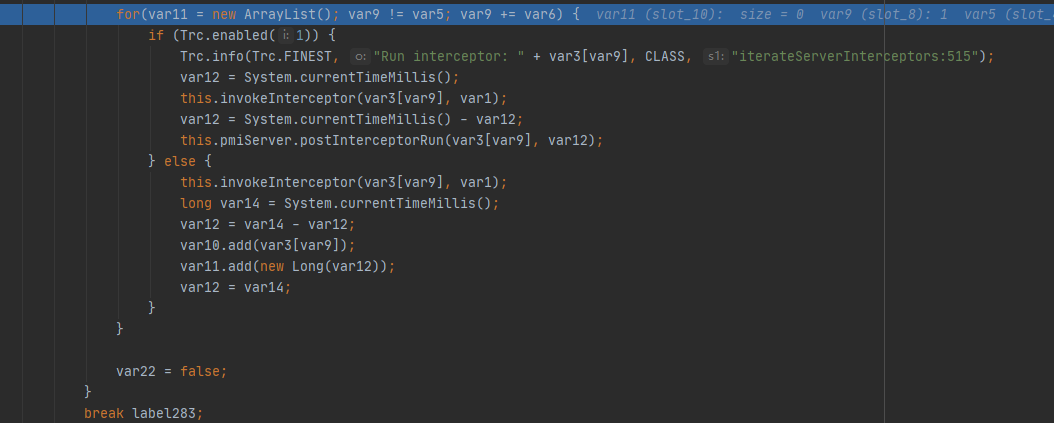 for(var11 = new ArrayList(); var9 != var5; var9 += var6) { var11 (slot_10): size = 0 var9 (slot_8): 1 var5 (slot_
if (Trc.enabled( i: 1)) {
Trc.info(Trc.FINEST, o: "Run interceptor: " + var3[var9], CLASS, s1: "iterateServerInterceptors:515");
var12 = System.currentTimeMillis();
this.invokeInterceptor(var3[var9], var1);
var12 = System.currentTimeMillis() - var12;
this.pmiServer.postInterceptorRun(var3[var9], var12);
} else {
this.invokeInterceptor(var3[var9], var1);
long var14 = System.currentTimeMillis();
var12 = var14 - var12;
var10.add(var3[var9]);
var11.add(new Long(var12));
var12 = var14;
}
}
var22 = false;
}
break label283;